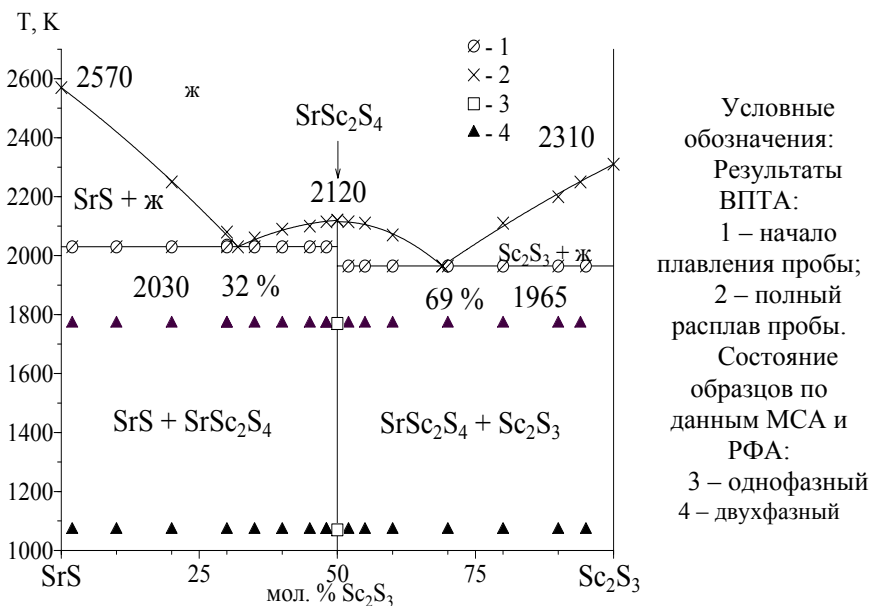 T, K
2600
2400
2200
2000
1800
1600
1400
1200
1000
2570
ж
SrSc₂S₄
2120
2310
- 1
- 2
- 3
- 4
SrS + ж
Sc₂S₃ + ж
2030
32 %
69 %
1965
SrS + SrSc₂S₄
SrSc₂S₄ + Sc₂S₃
SrS
25
50
75
Sc₂S₃
мол. % Sc₂S₃
Условные
обозначения:
Результаты
ВПТА:
1 – начало
плавления пробы;
2 – полный
расплав пробы.
Состояние
образцов по
данным МСА и
РФА:
3 – однофазный
4 – двухфазный